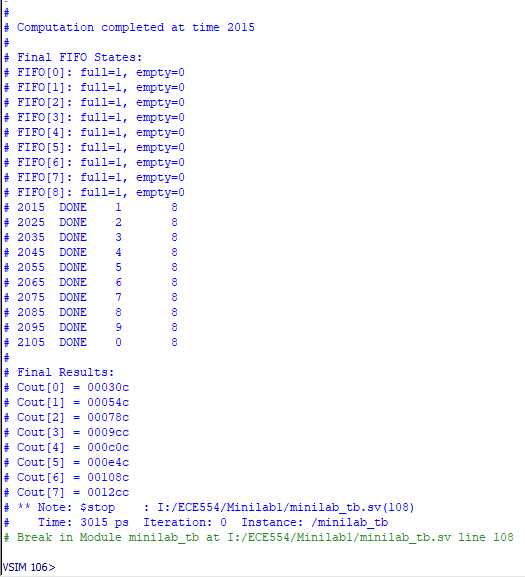 #
# Computation completed at time 2015
#
# Final FIFO States:
# FIFO[0]: full=1, empty=0
# FIFO[1]: full=1, empty=0
# FIFO[2]: full=1, empty=0
# FIFO[3]: full=1, empty=0
# FIFO[4]: full=1, empty=0
# FIFO[5]: full=1, empty=0
# FIFO[6]: full=1, empty=0
# FIFO[7]: full=1, empty=0
# FIFO[8]: full=1, empty=0
# 2015  DONE    1       8
# 2025  DONE    2       8
# 2035  DONE    3       8
# 2045  DONE    4       8
# 2055  DONE    5       8
# 2065  DONE    6       8
# 2075  DONE    7       8
# 2085  DONE    8       8
# 2095  DONE    9       8
# 2105  DONE    0       8
#
# Final Results:
# Cout[0] = 00030c
# Cout[1] = 00054c
# Cout[2] = 00078c
# Cout[3] = 0009cc
# Cout[4] = 000c0c
# Cout[5] = 000e4c
# Cout[6] = 00108c
# Cout[7] = 0012cc
# ** Note: $stop    : I:/ECE554/Minilab1/minilab_tb.sv(108)
#    Time: 3015 ps  Iteration: 0  Instance: /minilab_tb
# Break in Module minilab_tb at I:/ECE554/Minilab1/minilab_tb.sv line 108
VSIM 106>